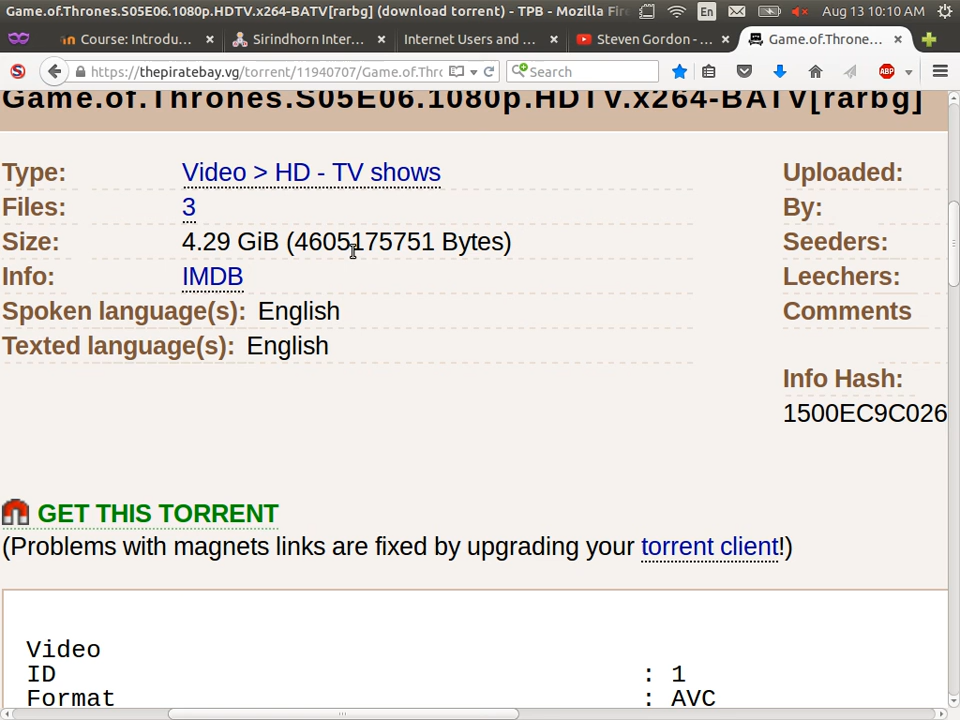 Game.of.Thrones.S05E06.1080p.HDTV.x264-BATV[rarbg] (download torrent) - TPB - Mozilla Fire
En
Aug 13 10:10 AM
Course: Introdu...
Sirindhorn Inter...
Internet Users and ...
Steven Gordon - ...
Game.of.Throne...
https://thepiratebay.vg/torrent/11940707/Game.of.Thro
Search
ABP
Game.of.Thrones.S05E06.1080p.HDTV.x264-BATV[rarbg]
Type: Video > HD - TV shows
Files: 3
Size: 4.29 GiB (4605175751 Bytes)
Info: IMDB
Spoken language(s): English
Texted language(s): English
Uploaded:
By:
Seeders:
Leechers:
Comments
Info Hash:
1500EC9C026
GET THIS TORRENT
(Problems with magnets links are fixed by upgrading your torrent client!)
Video
ID : 1
Format : AVC